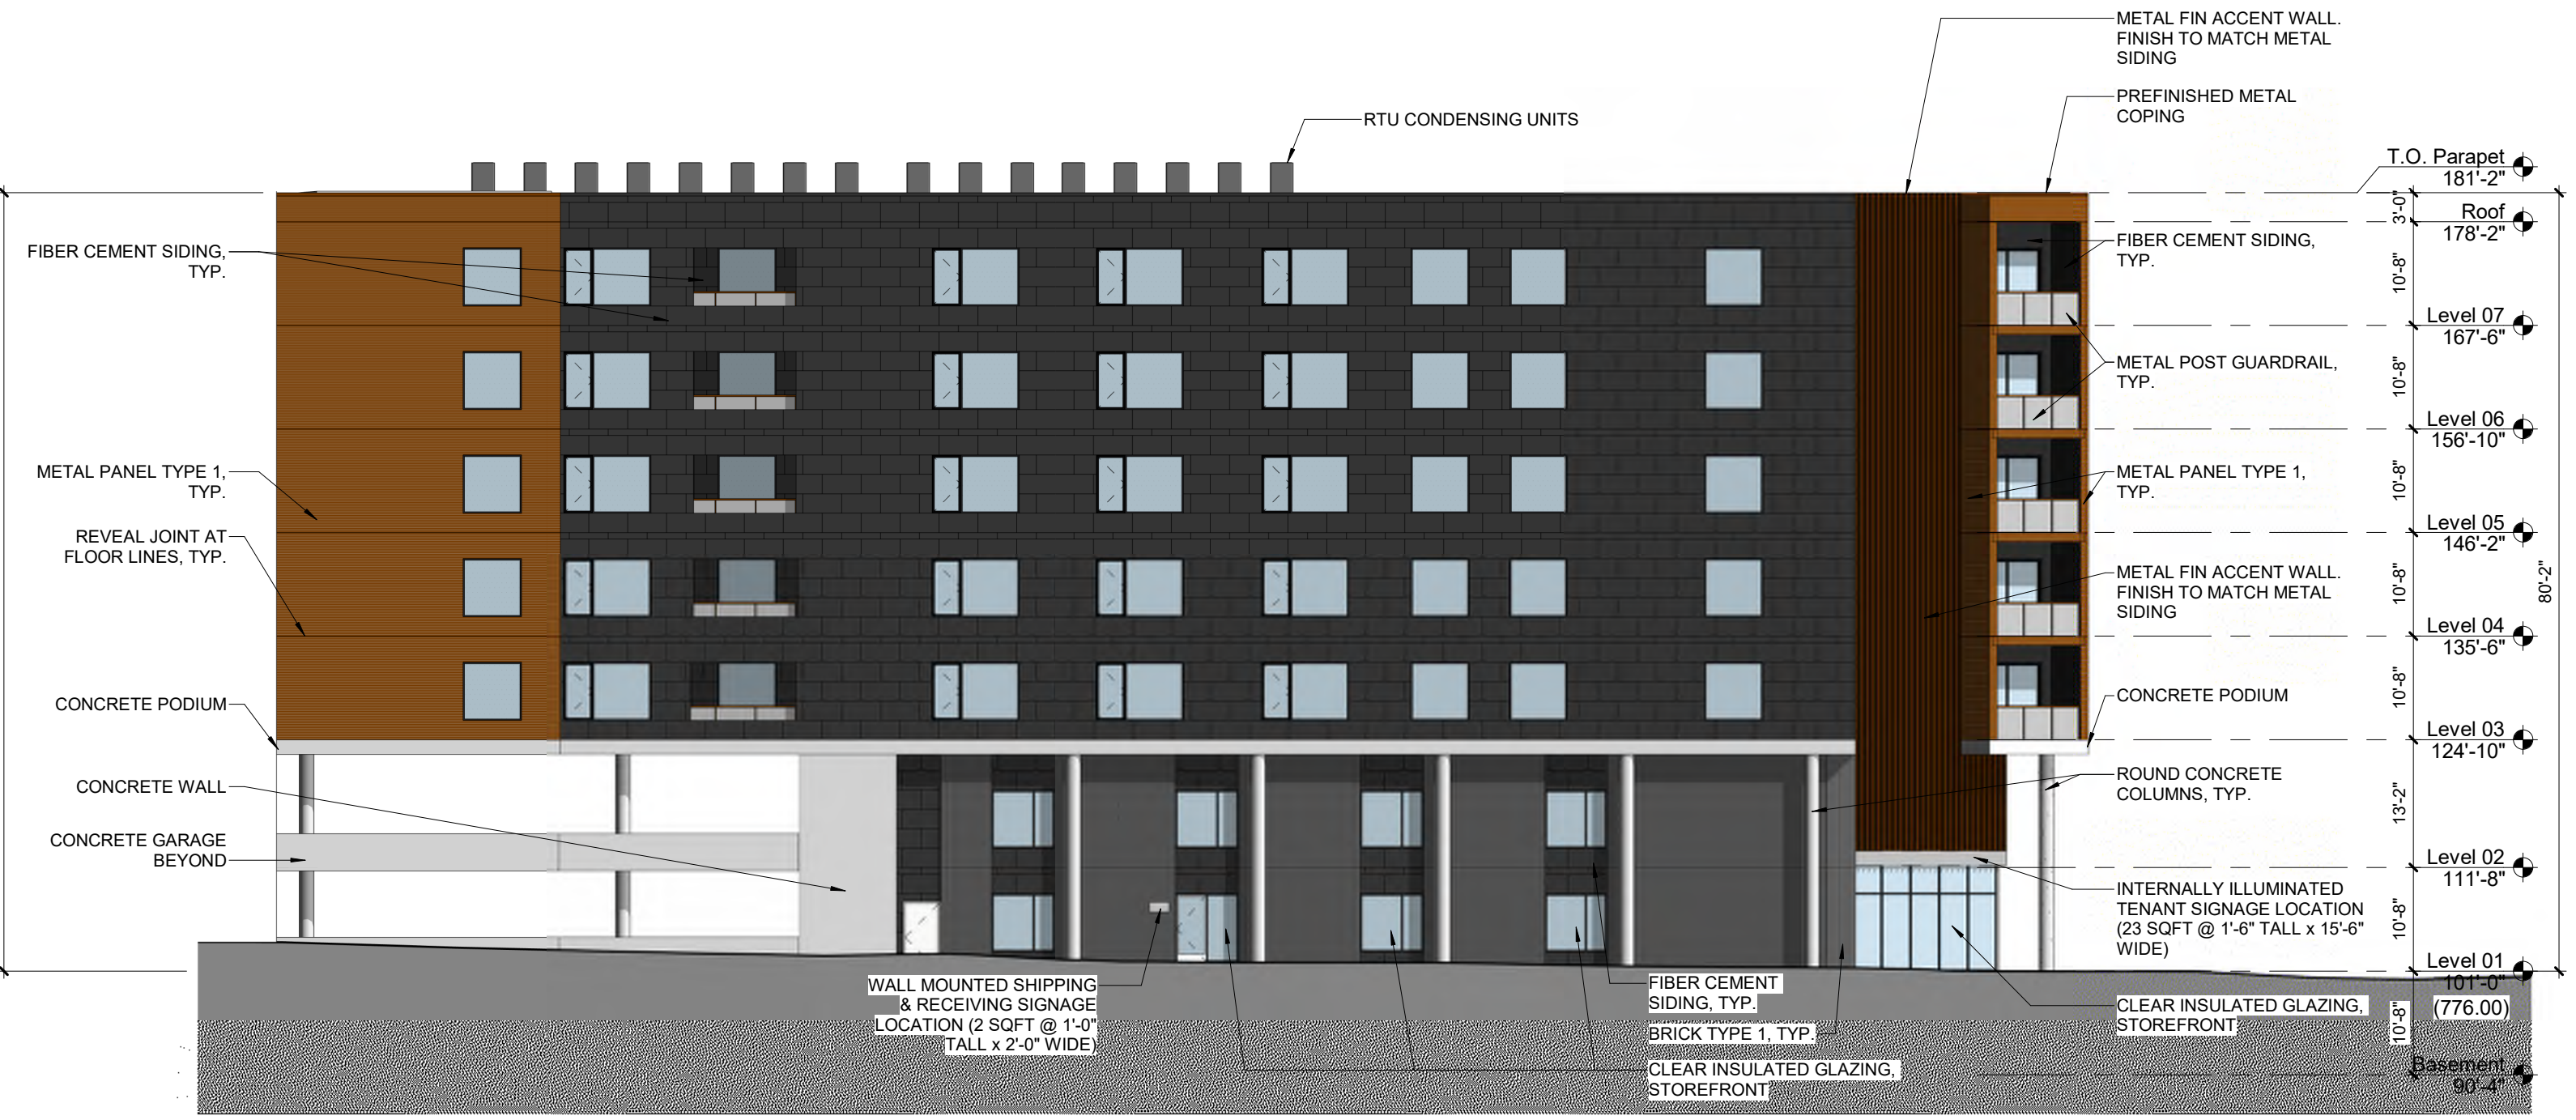 METAL FIN ACCENT WALL.
FINISH TO MATCH METAL
SIDING
PREFINISHED METAL
COPING
RTU CONDENSING UNITS
T.O. Parapet
181'-2"
3'-0"
Roof
178'-2"
FIBER CEMENT SIDING,
TYP.
FIBER CEMENT SIDING,
TYP.
10'-8"
Level 07
167'-6"
METAL POST GUARDRAIL,
TYP.
10'-8"
Level 06
156'-10"
METAL PANEL TYPE 1,
TYP.
METAL PANEL TYPE 1,
TYP.
10'-8"
Level 05
146'-2"
REVEAL JOINT AT
FLOOR LINES, TYP.
METAL FIN ACCENT WALL.
FINISH TO MATCH METAL
SIDING
10'-8"
80'-2"
Level 04
135'-6"
CONCRETE PODIUM
CONCRETE PODIUM
10'-8"
Level 03
124'-10"
CONCRETE WALL
ROUND CONCRETE
COLUMNS, TYP.
13'-2"
CONCRETE GARAGE
BEYOND
Level 02
111'-8"
INTERNALLY ILLUMINATED
TENANT SIGNAGE LOCATION
(23 SQFT @ 1'-6" TALL x 15'-6"
WIDE)
10'-8"
Level 01
101'-0"
(776.00)
WALL MOUNTED SHIPPING
& RECEIVING SIGNAGE
LOCATION (2 SQFT @ 1'-0"
TALL x 2'-0" WIDE)
FIBER CEMENT
SIDING, TYP.
BRICK TYPE 1, TYP.
CLEAR INSULATED GLAZING,
STOREFRONT
CLEAR INSULATED GLAZING,
STOREFRONT
10'-8"
Basement
90'-4"